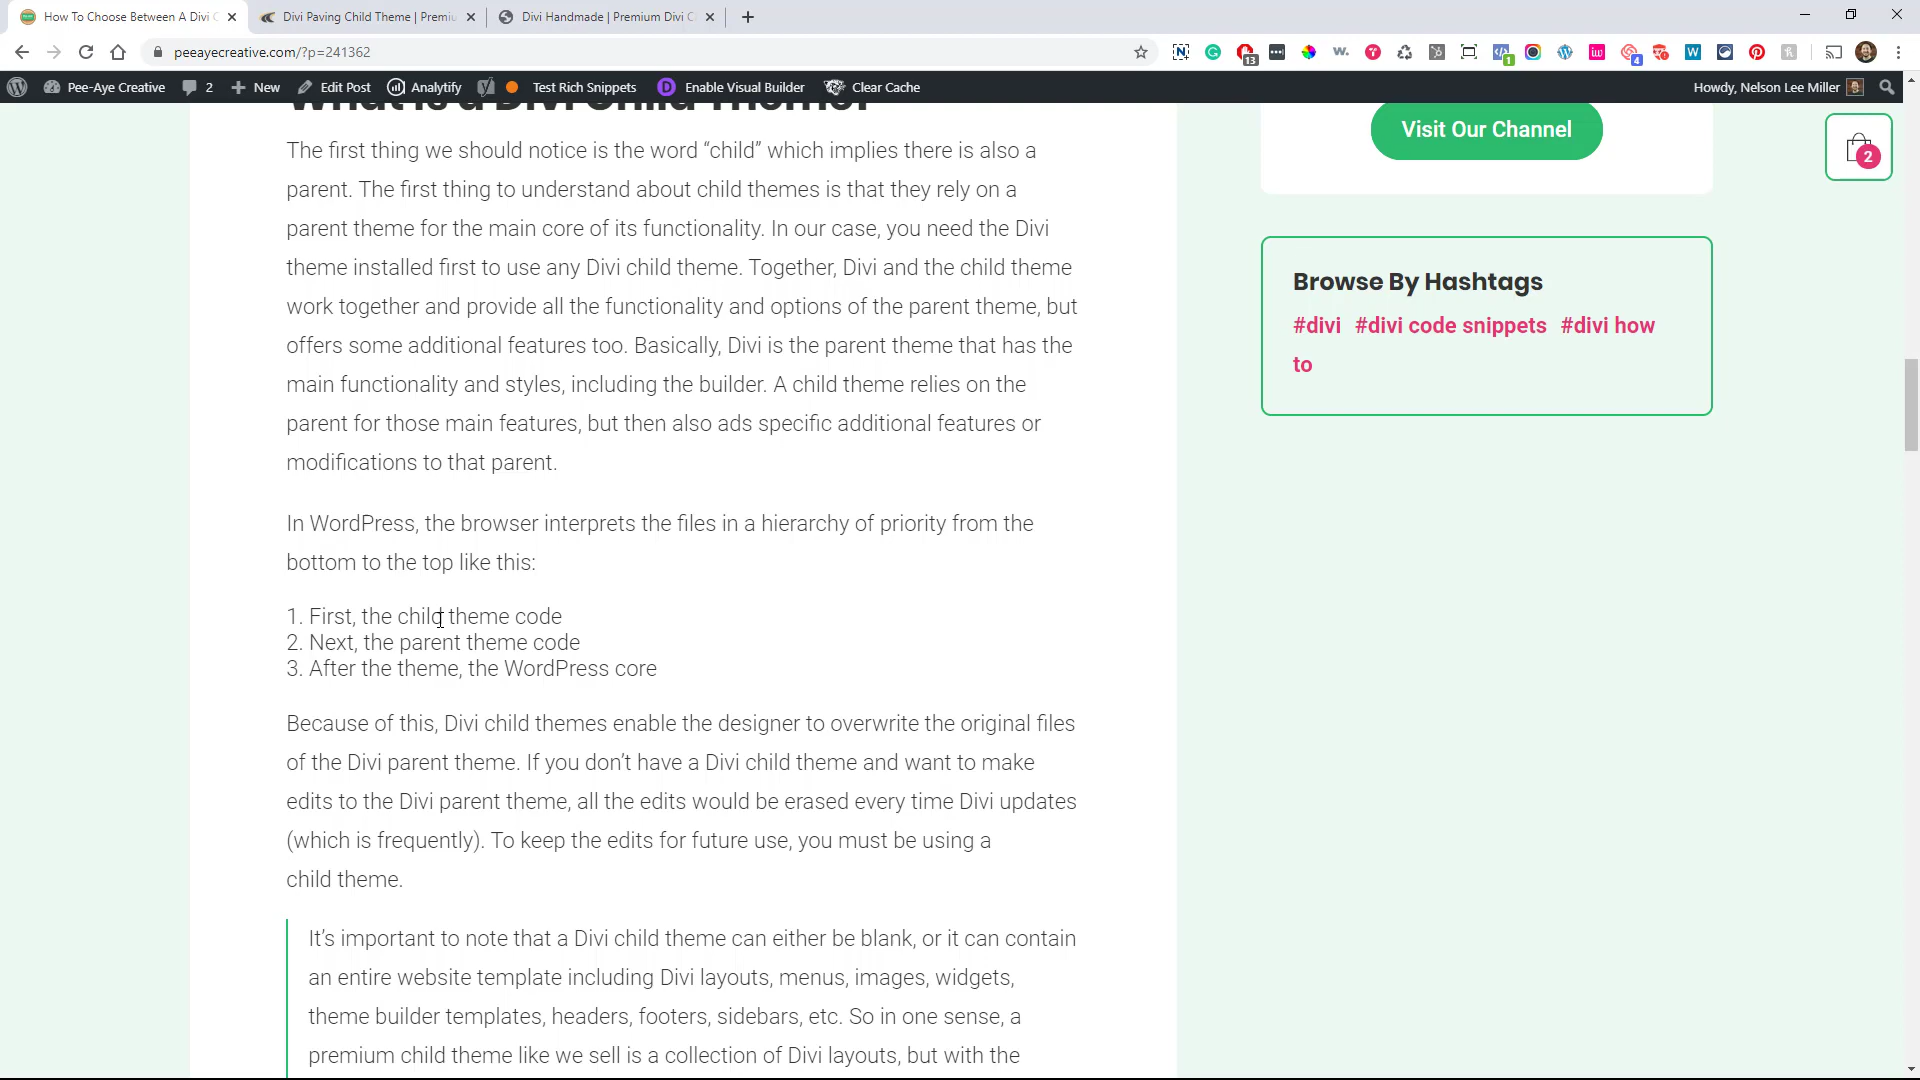 How To Choose Between A Divi C
Divi Paving Child Theme | Premiu
Divi Handmade | Premium Divi C
peeayecreative.com/?p=241362
13
1
4
Pee-Aye Creative
2
New
Edit Post
Analytify
Test Rich Snippets
Enable Visual Builder
Clear Cache
Howdy, Nelson Lee Miller
What is a Divi Child Theme?
The first thing we should notice is the word “child” which implies there is also a
parent. The first thing to understand about child themes is that they rely on a
parent theme for the main core of its functionality. In our case, you need the Divi
theme installed first to use any Divi child theme. Together, Divi and the child theme
work together and provide all the functionality and options of the parent theme, but
offers some additional features too. Basically, Divi is the parent theme that has the
main functionality and styles, including the builder. A child theme relies on the
parent for those main features, but then also ads specific additional features or
modifications to that parent.
In WordPress, the browser interprets the files in a hierarchy of priority from the
bottom to the top like this:
1. First, the child theme code
2. Next, the parent theme code
3. After the theme, the WordPress core
Because of this, Divi child themes enable the designer to overwrite the original files
of the Divi parent theme. If you don’t have a Divi child theme and want to make
edits to the Divi parent theme, all the edits would be erased every time Divi updates
(which is frequently). To keep the edits for future use, you must be using a
child theme.
It’s important to note that a Divi child theme can either be blank, or it can contain
an entire website template including Divi layouts, menus, images, widgets,
theme builder templates, headers, footers, sidebars, etc. So in one sense, a
premium child theme like we sell is a collection of Divi layouts, but with the
Visit Our Channel
2
Browse By Hashtags
#divi #divi code snippets #divi how
to